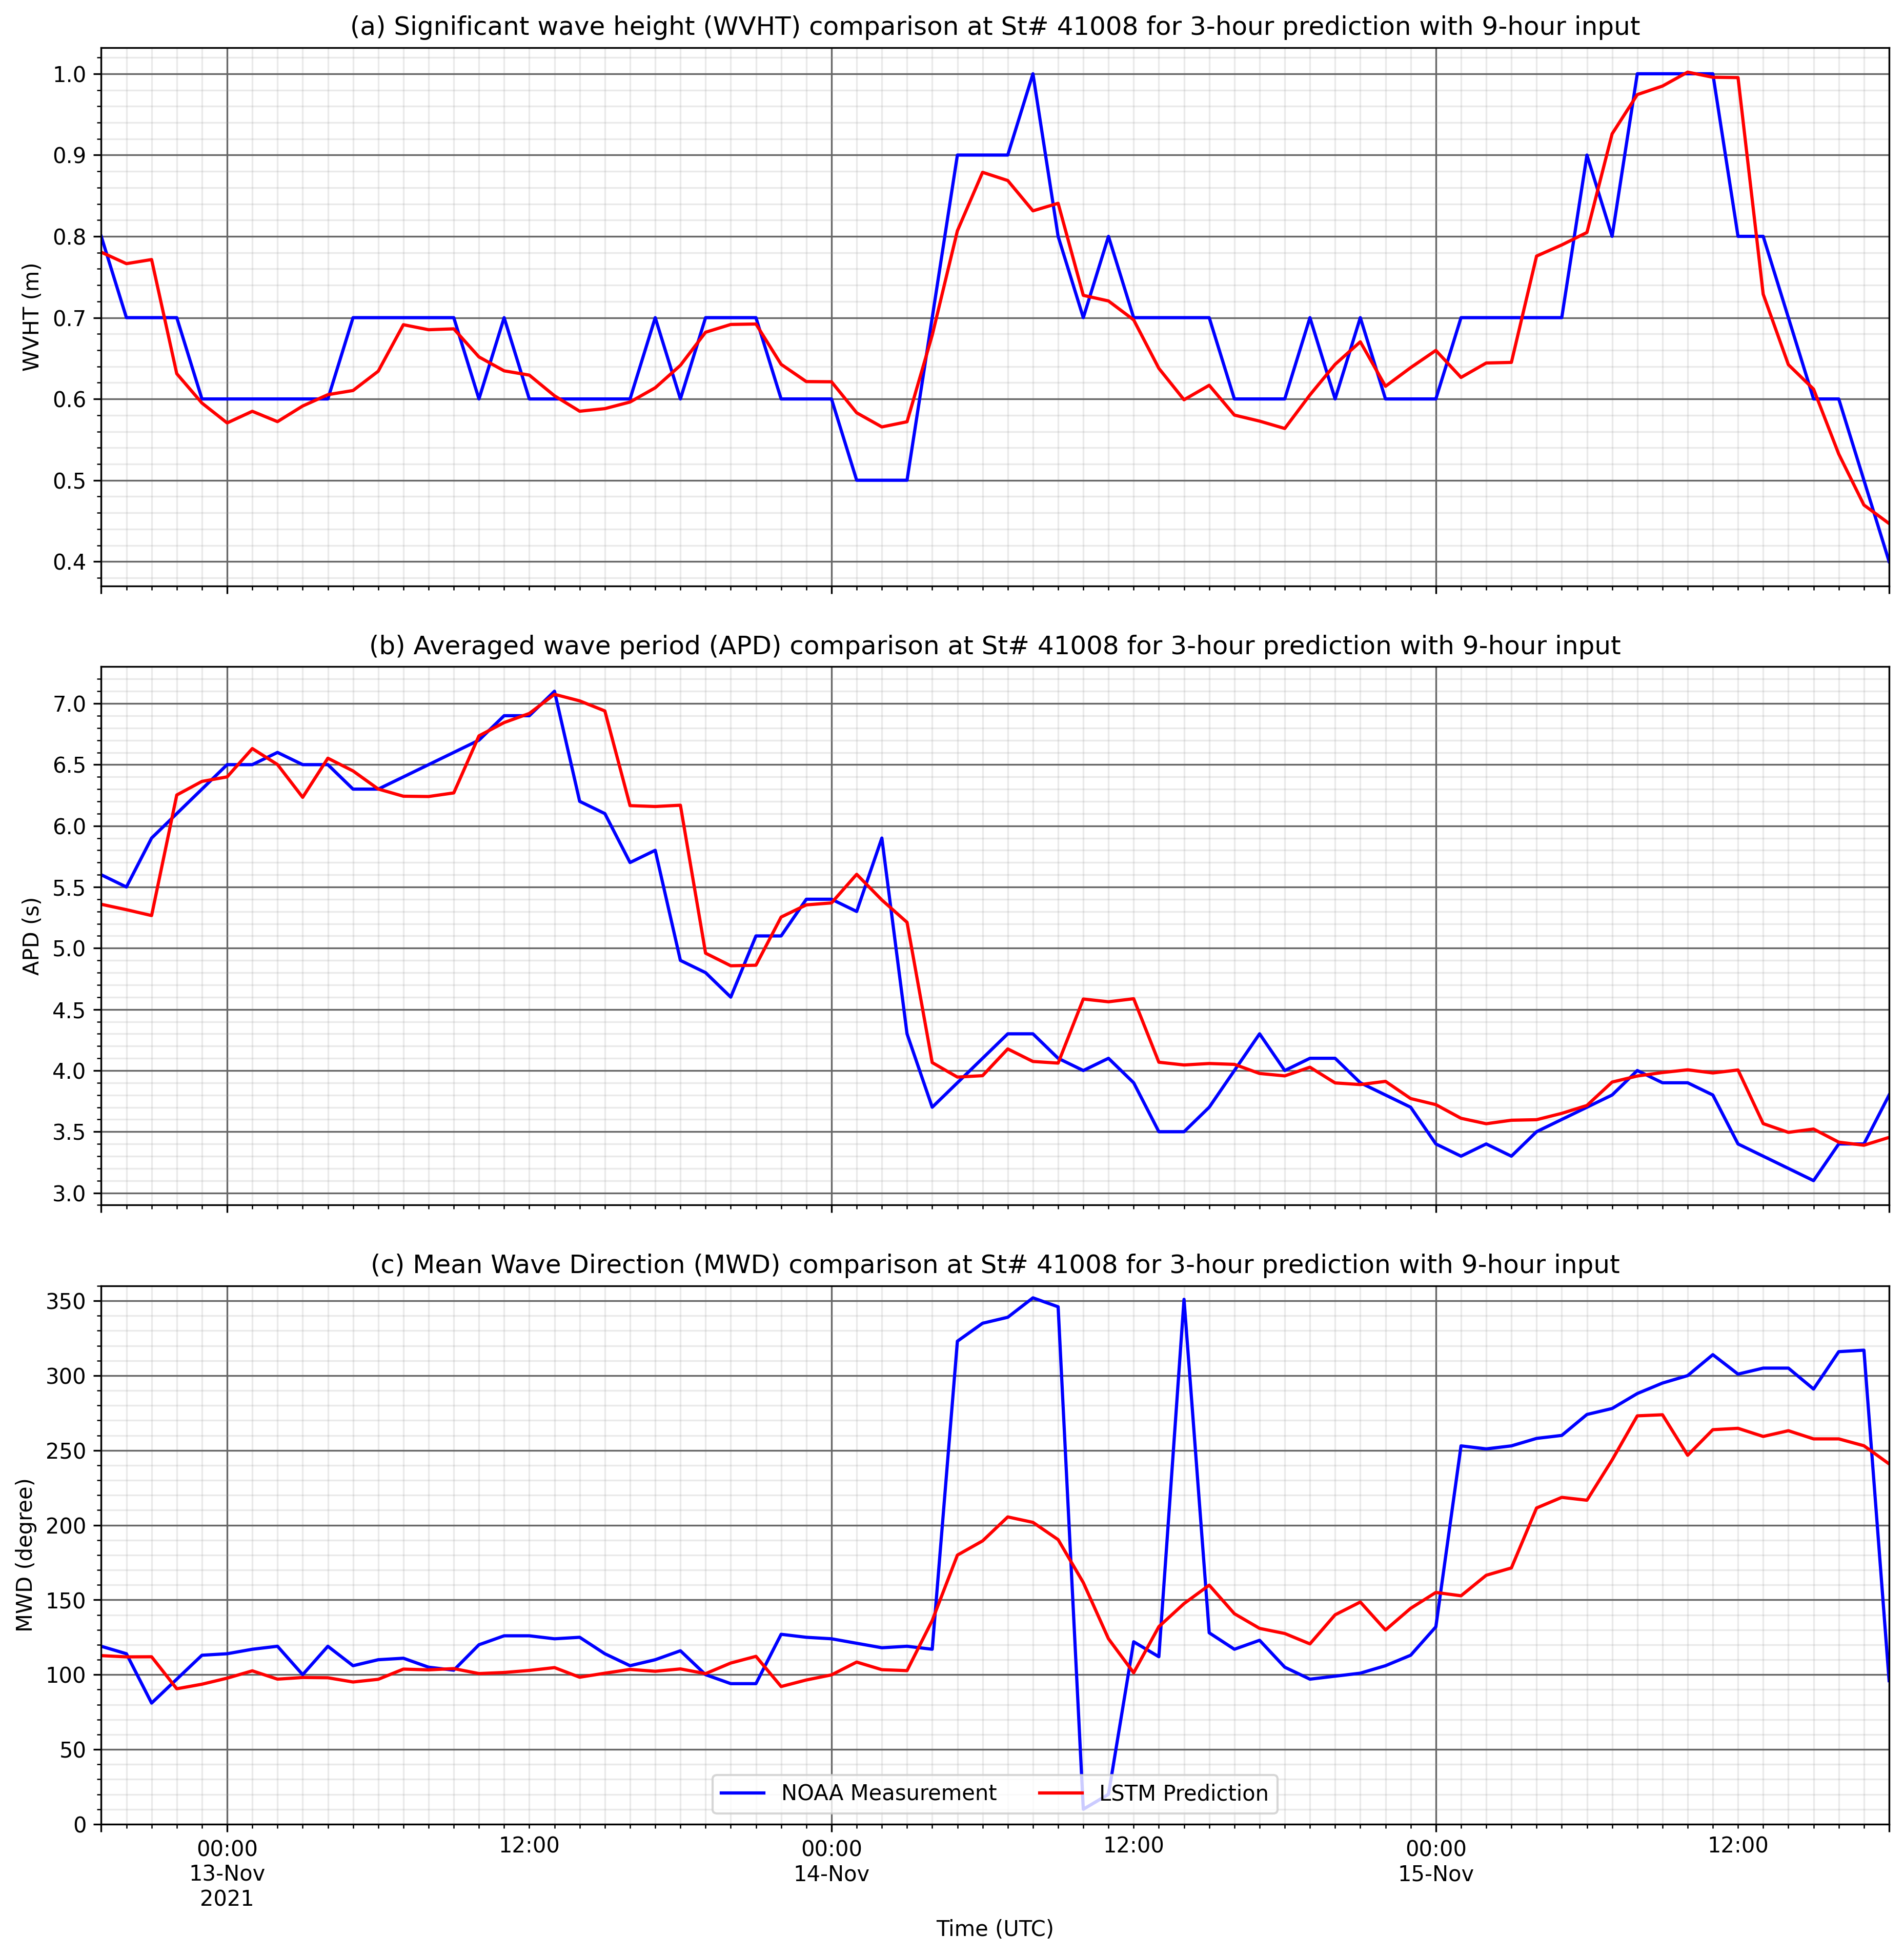 (a) Significant wave height (WVHT) comparison at St# 41008 for 3-hour prediction with 9-hour input
1.0
0.9
0.8
0.7
0.6
0.5
0.4
WVHT (m)
(b) Averaged wave period (APD) comparison at St# 41008 for 3-hour prediction with 9-hour input
7.0
6.5
6.0
5.5
5.0
4.5
4.0
3.5
3.0
APD (s)
(c) Mean Wave Direction (MWD) comparison at St# 41008 for 3-hour prediction with 9-hour input
350
300
250
200
150
100
50
0
MWD (degree)
NOAA Measurement LSTM Prediction
00:00 12:00 00:00 12:00 00:00 12:00
13-Nov 14-Nov 15-Nov
2021
Time (UTC)